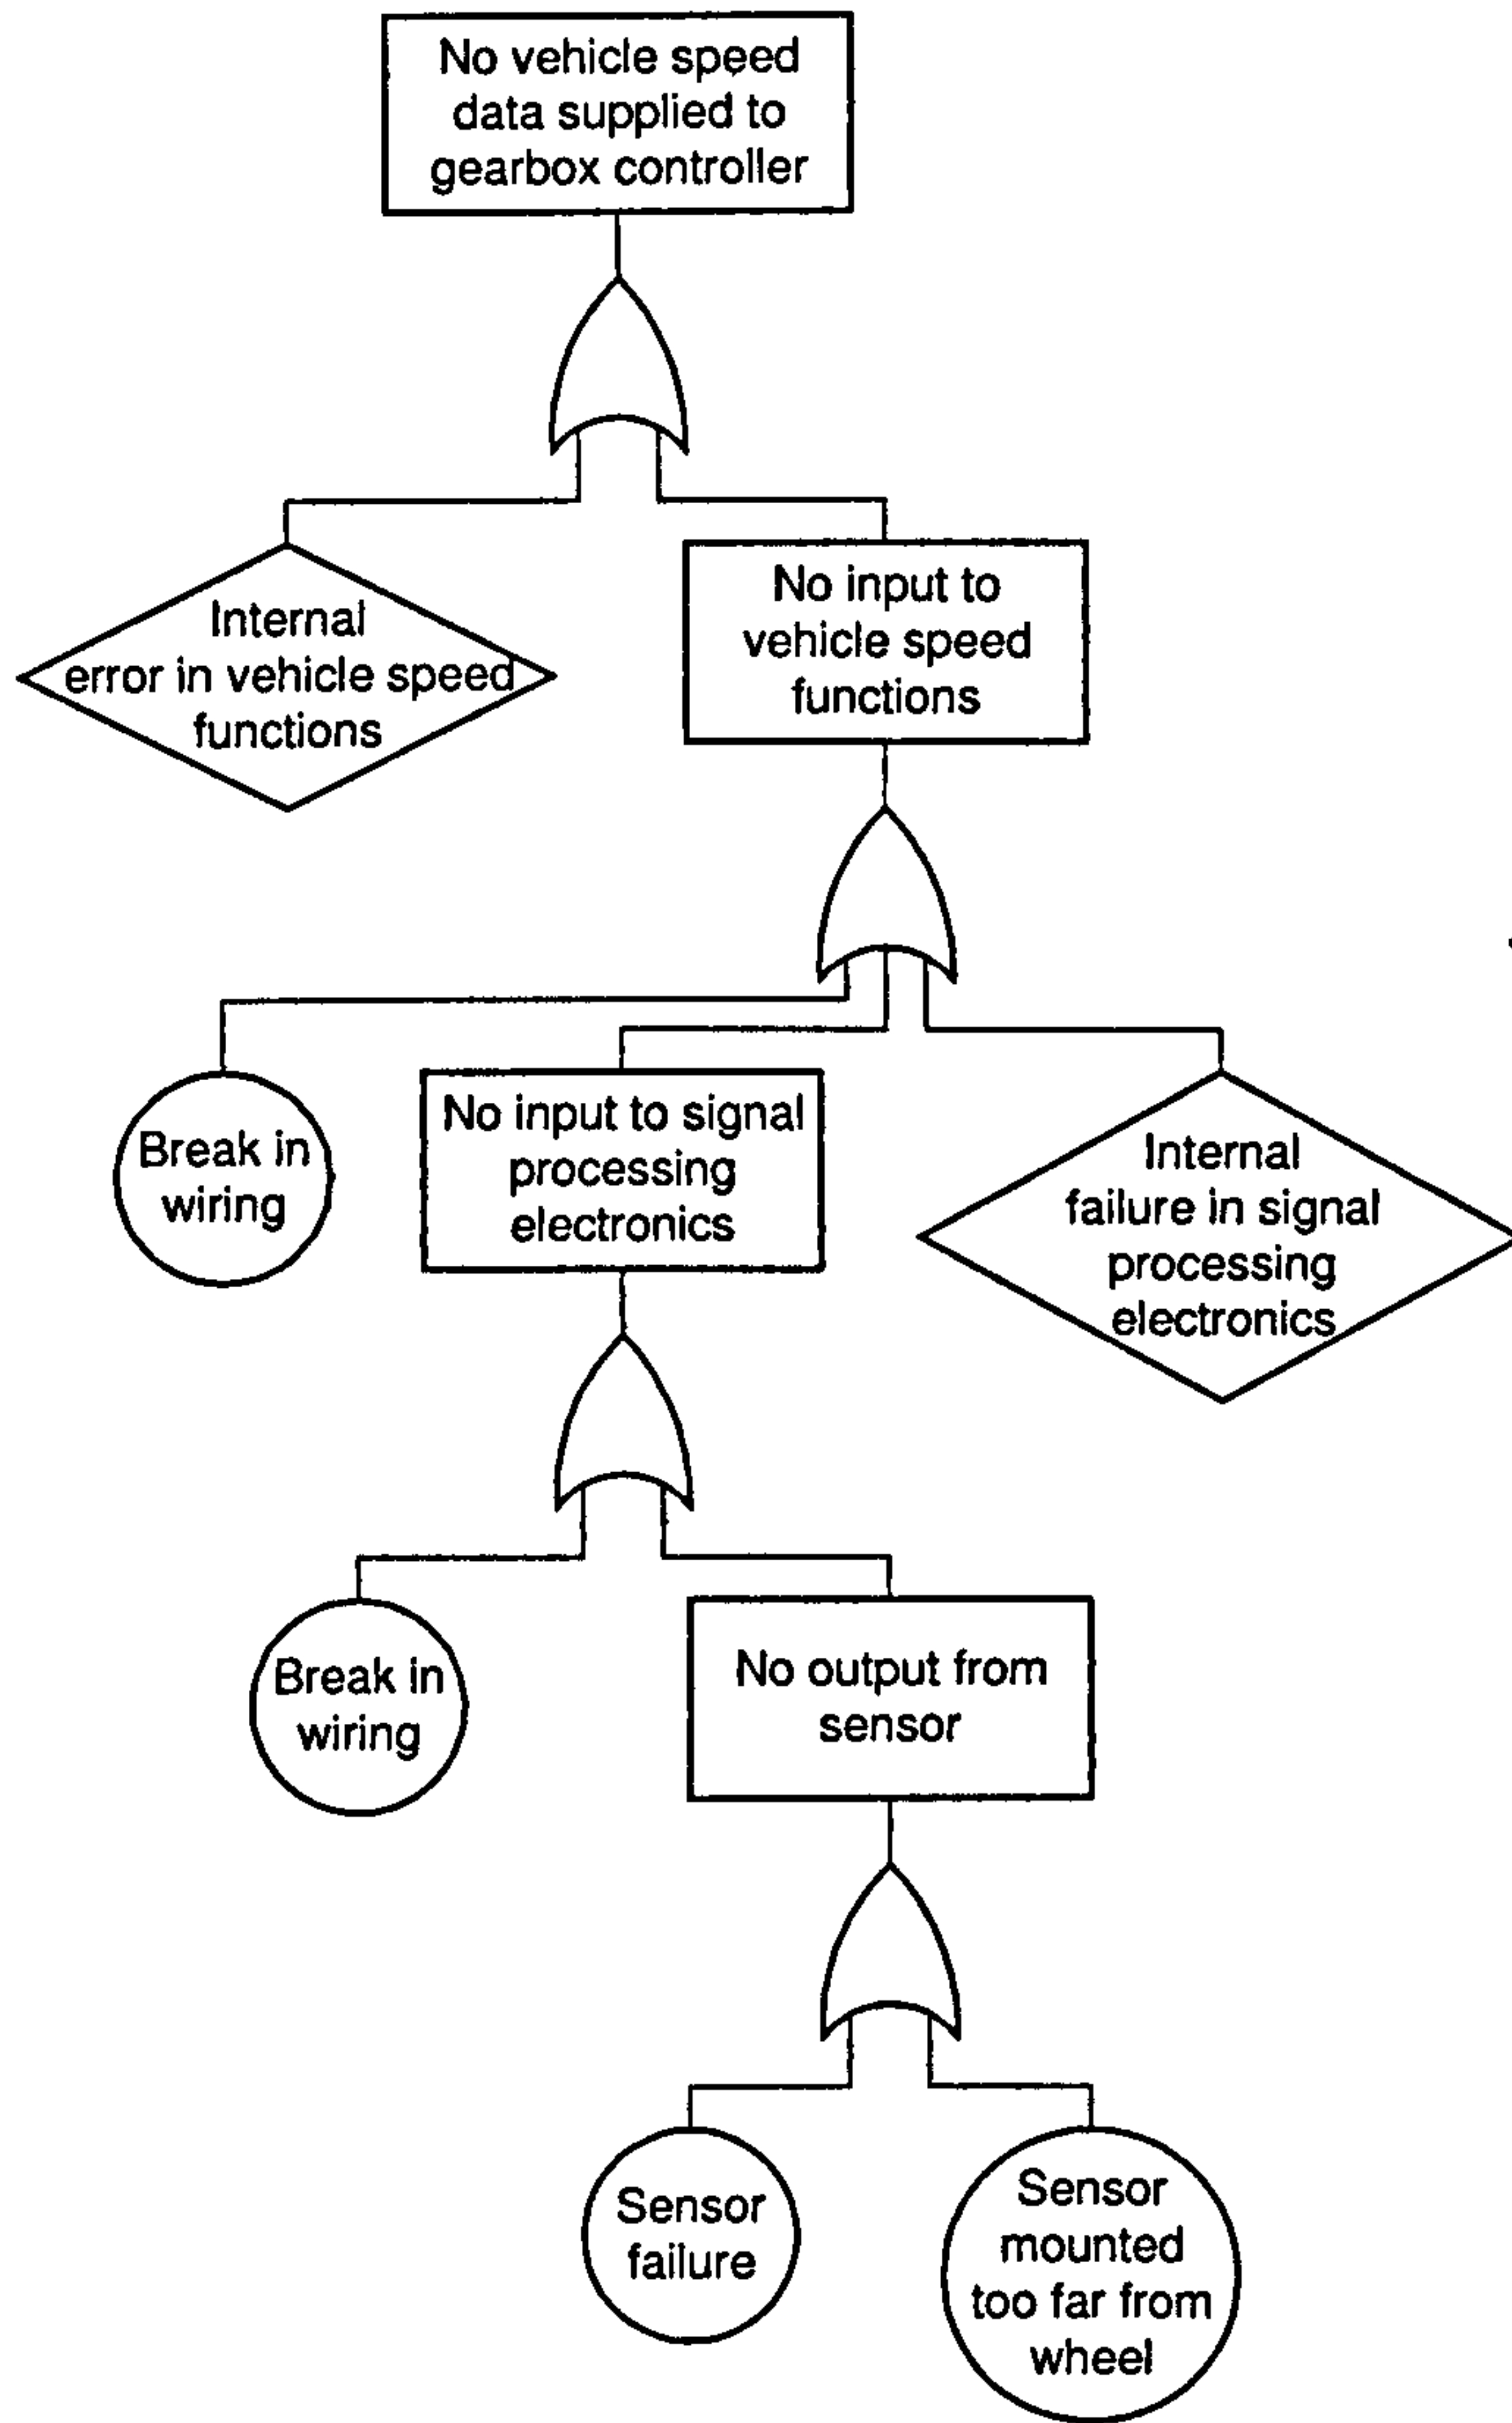 No vehicle speed
data supplied to
gearbox controller
Internal
error in vehicle speed
functions
No input to
vehicle speed
functions
Break in
wiring
No input to signal
processing
electronics
Internal
failure in signal
processing
electronics
Break in
wiring
No output from
sensor
Sensor
failure
Sensor
mounted
too far from
wheel